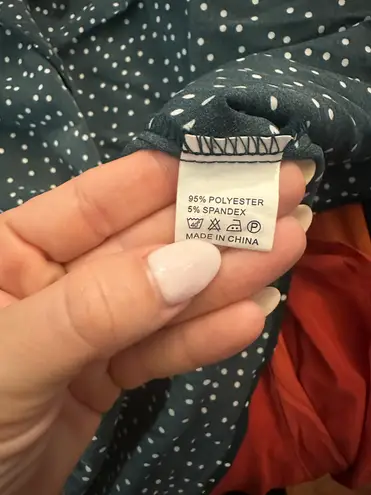 95% POLYESTER
5% SPANDEX
P
MADE IN CHINA